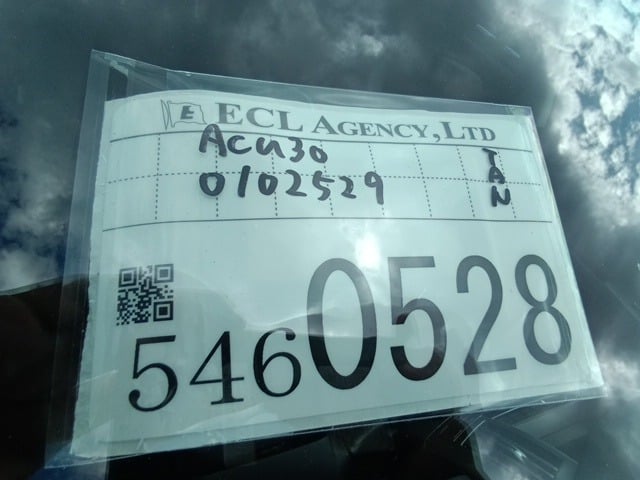 E ECL AGENCY, LTD
ACU30
0102529
TAN
5460528